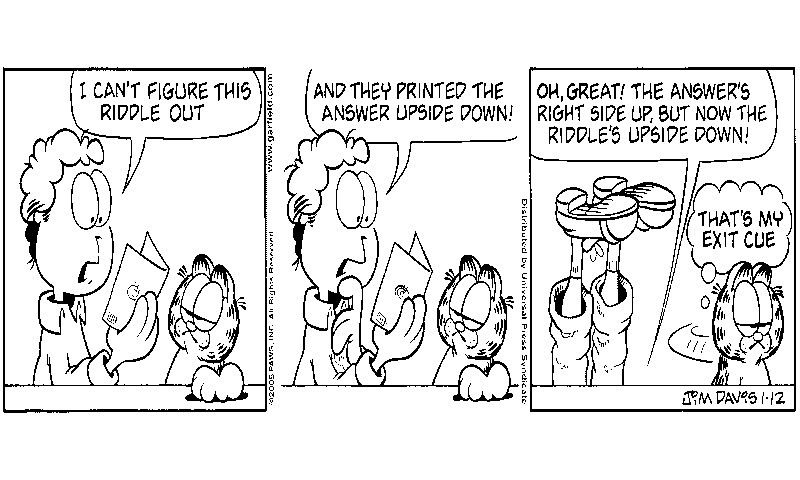 I CAN'T FIGURE THIS
RIDDLE OUT
www.garfield.com
©2005 PAWS, INC. All Rights Reserved.
AND THEY PRINTED THE
ANSWER UPSIDE DOWN!
Distributed by Universal Press Syndicate
OH, GREAT! THE ANSWER'S
RIGHT SIDE UP, BUT NOW THE
RIDDLE'S UPSIDE DOWN!
THAT'S MY
EXIT CUE
JIM DAVIS 1-12